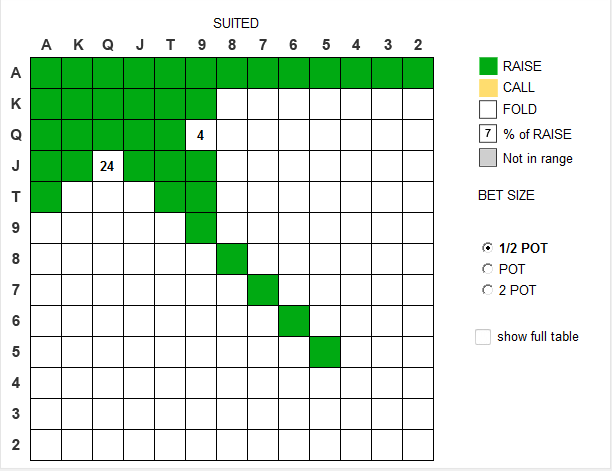 SUITED
A K Q J T 9 8 7 6 5 4 3 2
A
K
Q 4
J 24
T
9
8
7
6
5
4
3
2
RAISE
CALL
FOLD
7 % of RAISE
Not in range
BET SIZE
1/2 POT
POT
2 POT
show full table